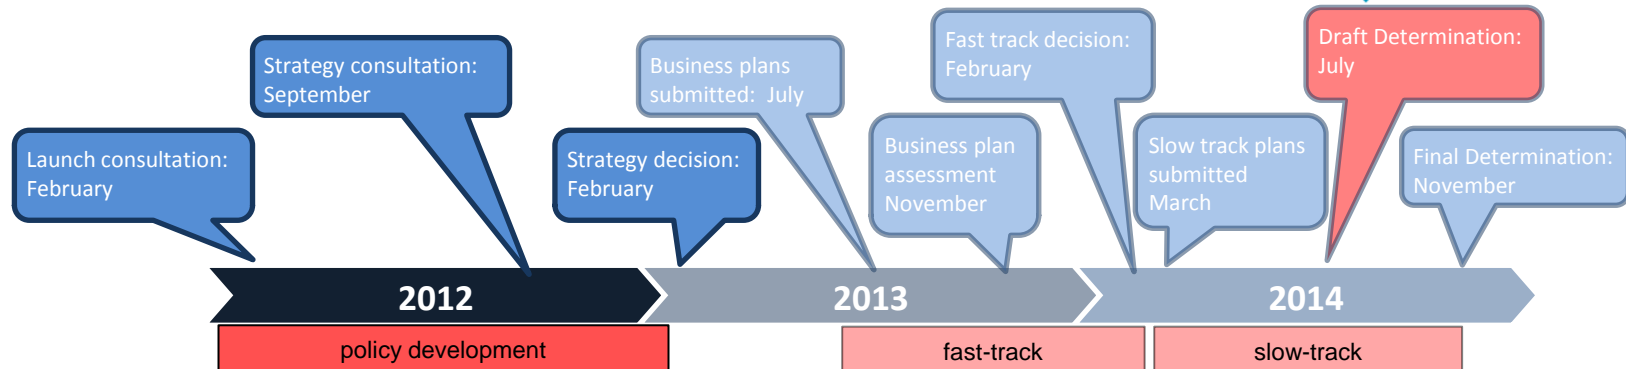 Launch consultation:
February
Strategy consultation:
September
Strategy decision:
February
Business plans
submitted: July
Business plan
assessment
November
Fast track decision:
February
Slow track plans
submitted
March
Draft Determination:
July
Final Determination:
November
2012
2013
2014
policy development
fast-track
slow-track